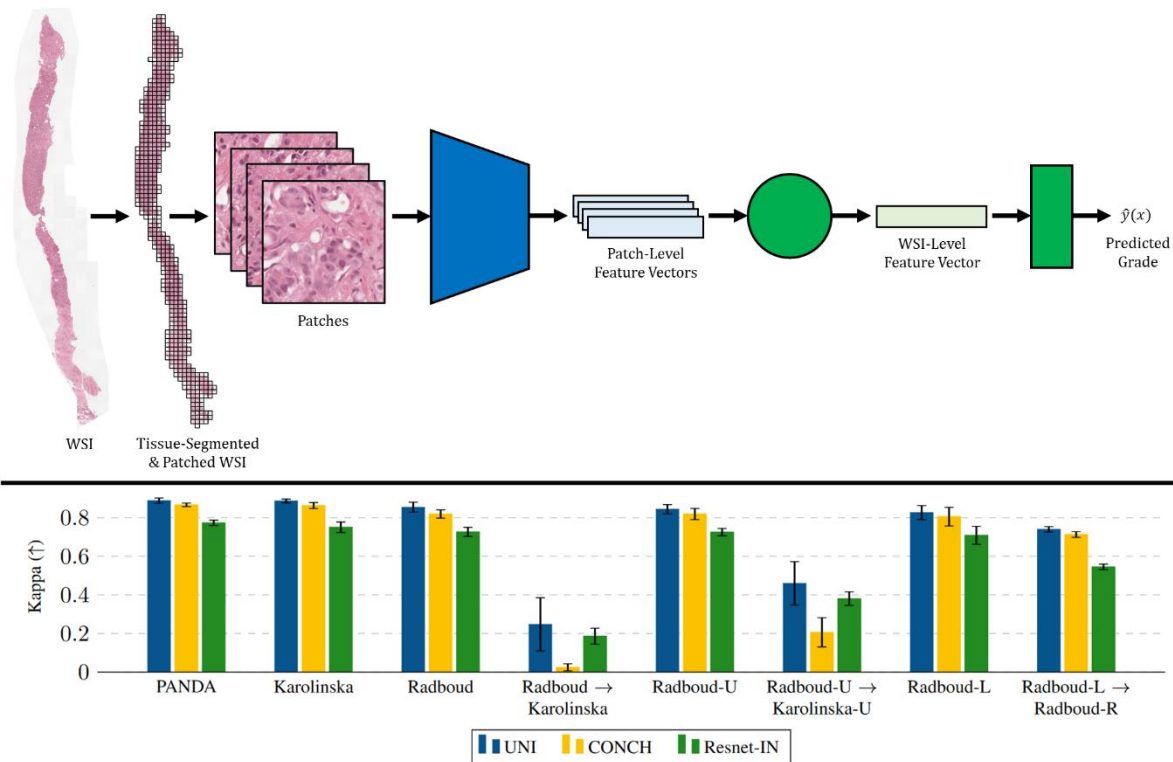 WSI
Tissue-Segmented
& Patched WSI
Patches
Patch-Level
Feature Vectors
WSI-Level
Feature Vector
ŷ(x)
Predicted
Grade
Kappa (↑)
0.8
0.6
0.4
0.2
0
PANDA
Karolinska
Radboud
Radboud →
Karolinska
Radboud-U
Radboud-U →
Karolinska-U
Radboud-L
Radboud-L →
Radboud-R
UNI
CONCH
Resnet-IN